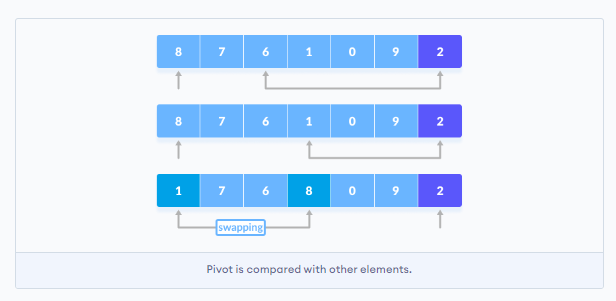 8 7 6 1 0 9 2
8 7 6 1 0 9 2
1 7 6 8 0 9 2
swapping
Pivot is compared with other elements.